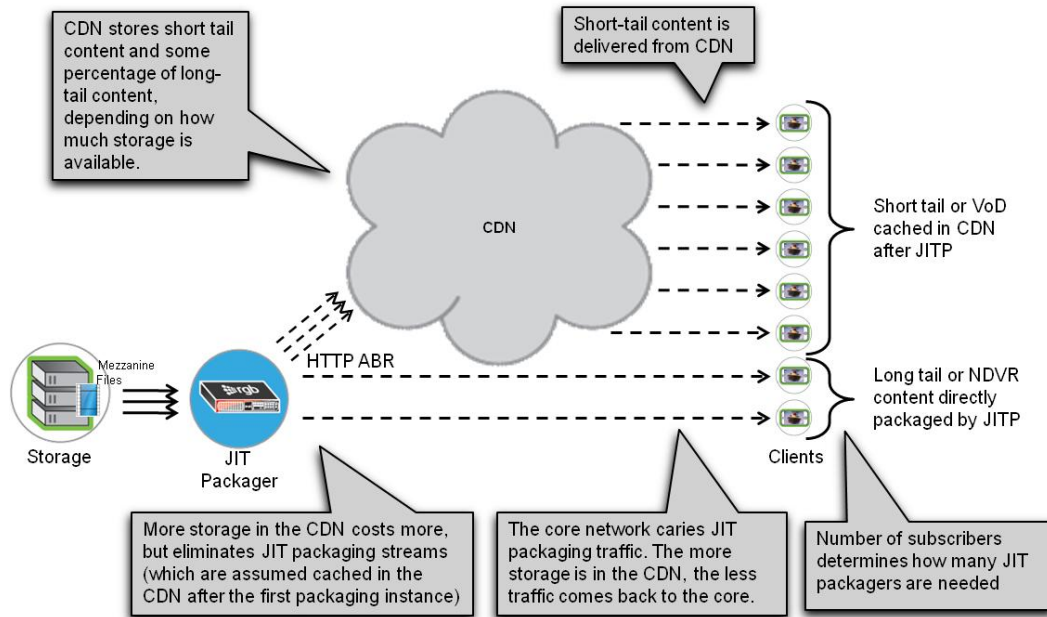 CDN stores short tail
content and some
percentage of long-
tail content,
depending on how
much storage is
available.
Short-tail content is
delivered from CDN
CDN
Short tail or VoD
cached in CDN
after JITP
HTTP ABR
Mezzanine
Files
rgb
Long tail or NDVR
content directly
packaged by JITP
Storage
JIT
Packager
Clients
More storage in the CDN costs more,
but eliminates JIT packaging streams
(which are assumed cached in the
CDN after the first packaging instance)
The core network caries JIT
packaging traffic. The more
storage is in the CDN, the less
traffic comes back to the core.
Number of subscribers
determines how many JIT
packagers are needed